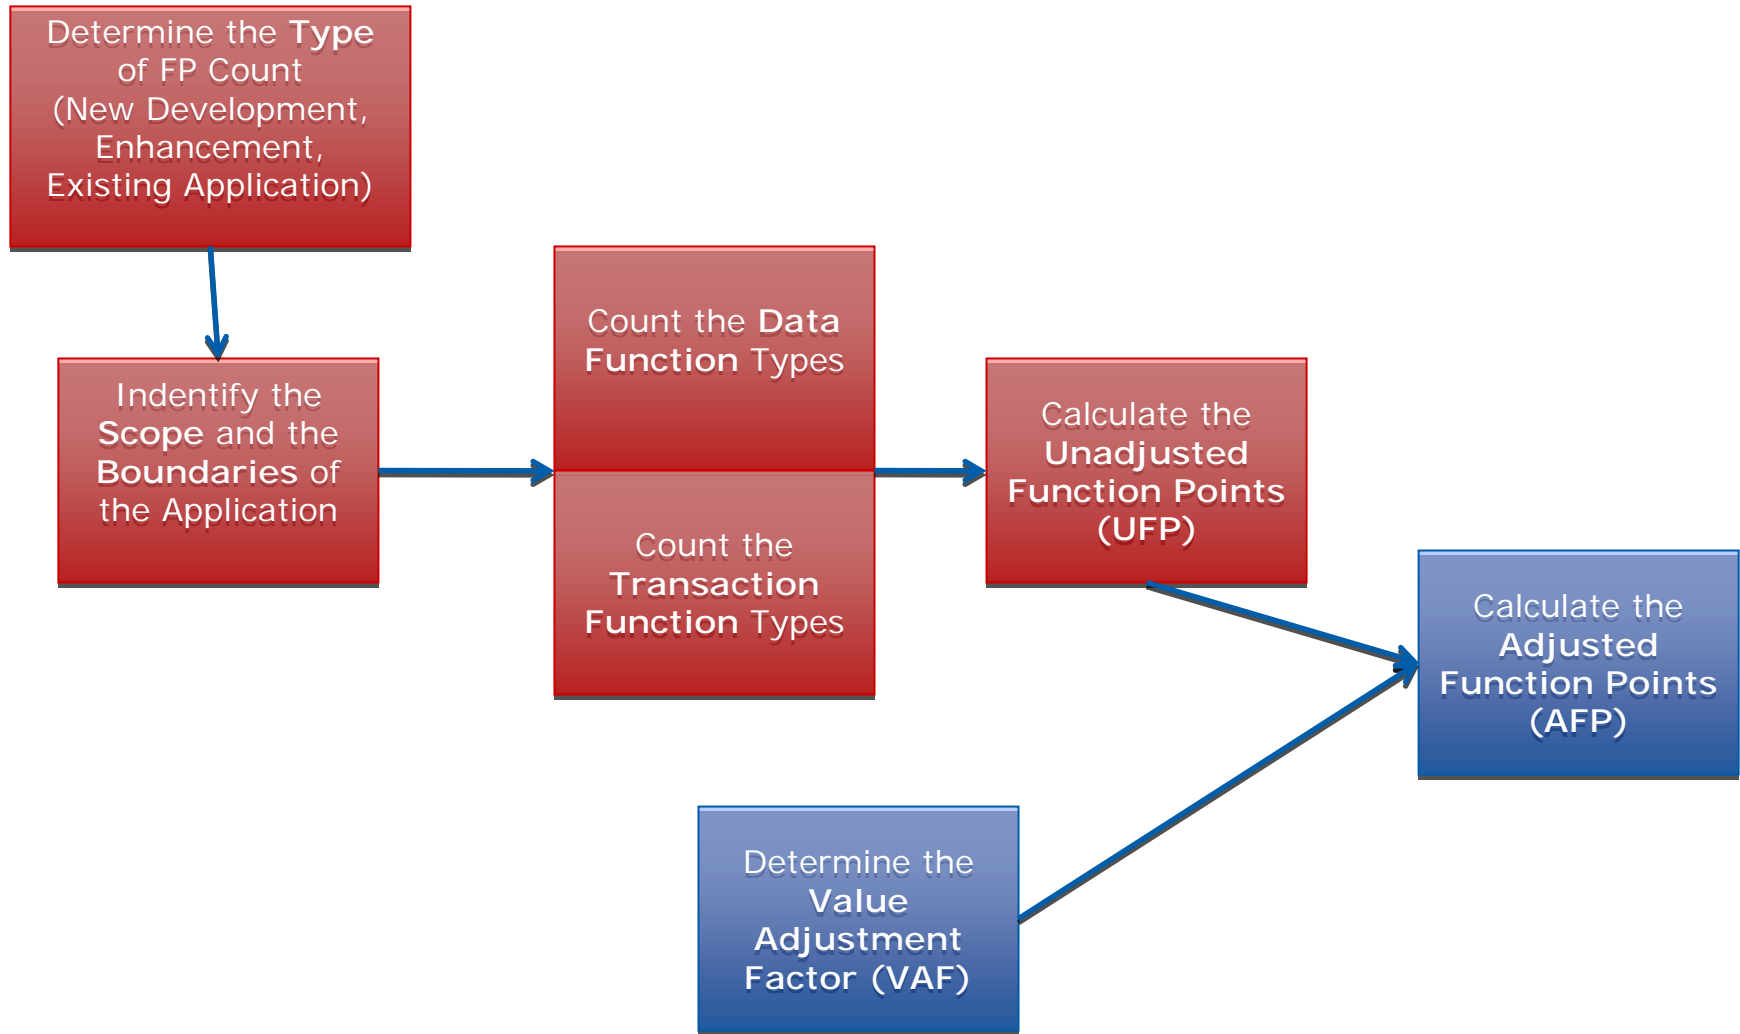 Determine the Type
of FP Count
(New Development,
Enhancement,
Existing Application)
Indentify the
Scope and the
Boundaries of
the Application
Count the Data
Function Types
Count the
Transaction
Function Types
Calculate the
Unadjusted
Function Points
(UFP)
Calculate the
Adjusted
Function Points
(AFP)
Determine the
Value
Adjustment
Factor (VAF)